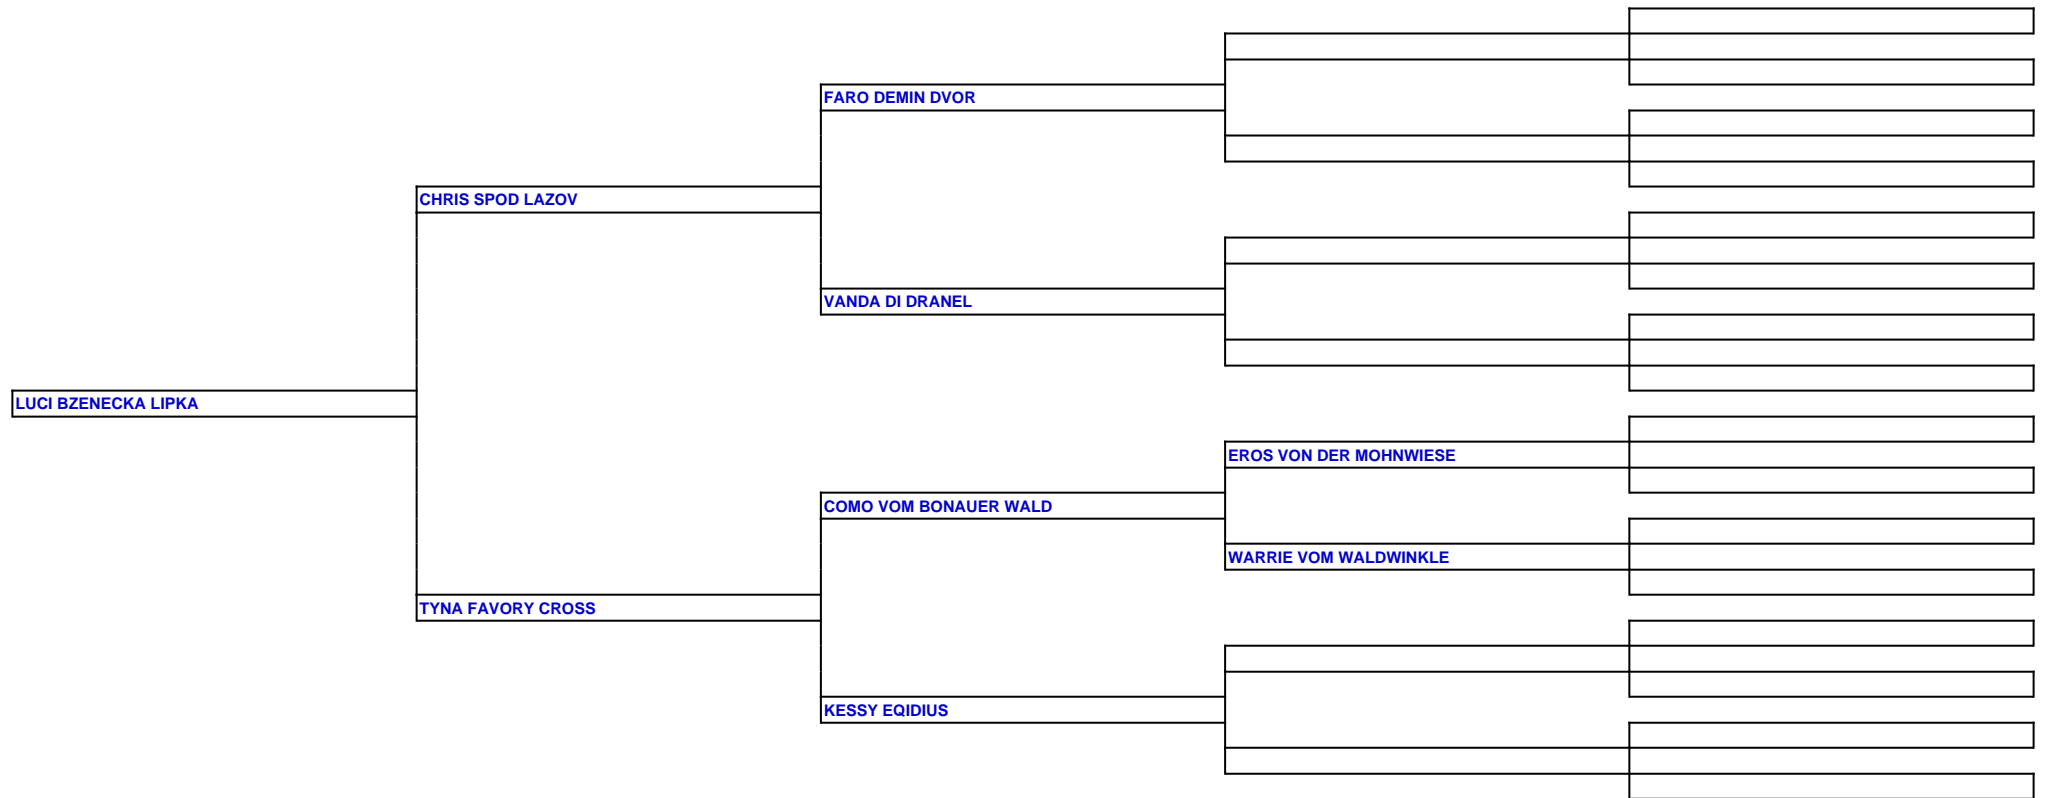 FARO DEMIN DVOR
CHRIS SPOD LAZOV
VANDA DI DRANEL
LUCI BZENECKA LIPKA
EROS VON DER MOHNWIESE
COMO VOM BONAUER WALD
WARRIE VOM WALDWINKLE
TYNA FAVORY CROSS
KESSY EQIDIUS